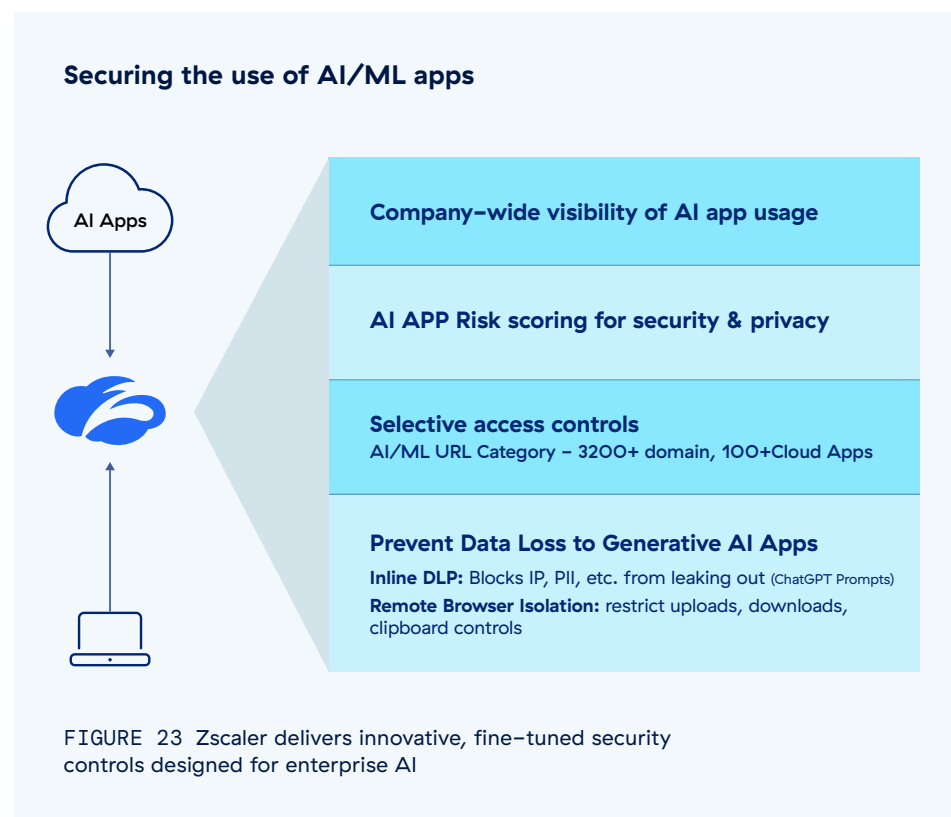 Securing the use of AI/ML apps
AI Apps
Company-wide visibility of AI app usage
AI APP Risk scoring for security & privacy
Selective access controls
AI/ML URL Category - 3200+ domain, 100+Cloud Apps
Prevent Data Loss to Generative AI Apps
Inline DLP: Blocks IP, PII, etc. from leaking out (ChatGPT Prompts)
Remote Browser Isolation: restrict uploads, downloads,
clipboard controls
FIGURE 23 Zscaler delivers innovative, fine-tuned security
controls designed for enterprise AI